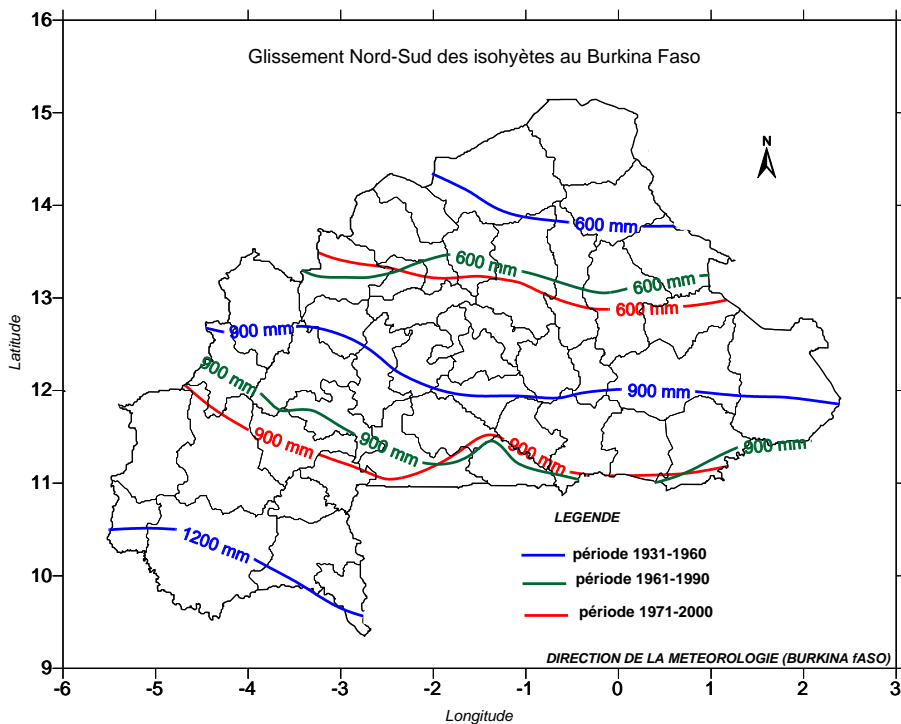 Glissement Nord-Sud des isohyètes au Burkina Faso
16
15
14
13
12
11
10
9
Latitude
N
600 mm
600 mm
600 mm
600 mm
900 mm
900 mm
900 mm
900 mm
900 mm
900 mm
900 mm
1200 mm
LEGENDE
période 1931-1960
période 1961-1990
période 1971-2000
DIRECTION DE LA METEOROLOGIE (BURKINA fASO)
-6 -5 -4 -3 -2 -1 0 1 2 3
Longitude